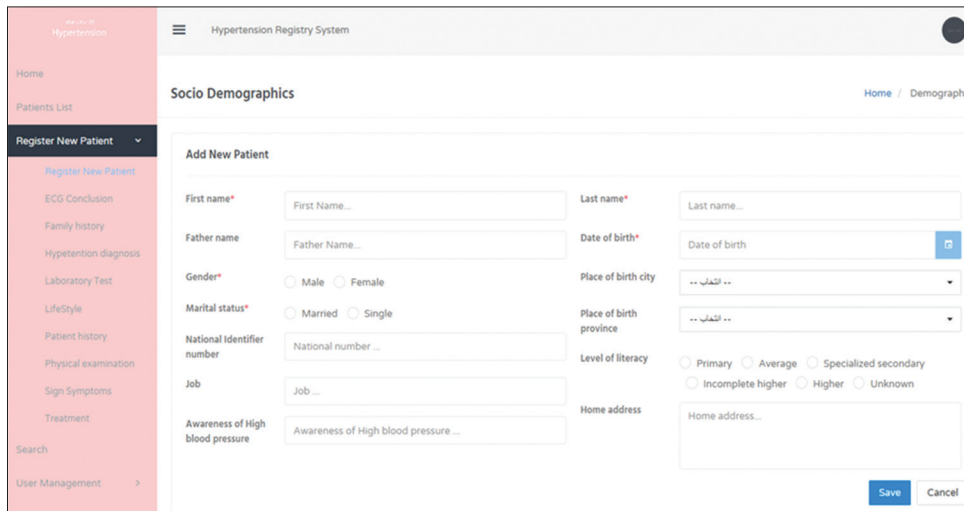 Hypertension
Hypertension Registry System
Home
Patients List
Register New Patient
Register New Patient
ECG Conclusion
Family history
Hypetention diagnosis
Laboratory Test
LifeStyle
Patient history
Physical examination
Sign Symptoms
Treatment
Search
User Management
Socio Demographics
Home / Demograph
Add New Patient
First name*
First Name...
Father name
Father Name...
Gender*
Male
Female
Marital status*
Married
Single
National Identifier
number
National number ...
Job
Job ...
Awareness of High
blood pressure
Awareness of High blood pressure ...
Last name*
Last name...
Date of birth*
Date of birth
Place of birth city
-- انتخاب --
Place of birth
province
-- انتخاب --
Level of literacy
Primary
Average
Specialized secondary
Incomplete higher
Higher
Unknown
Home address
Home address...
Save
Cancel